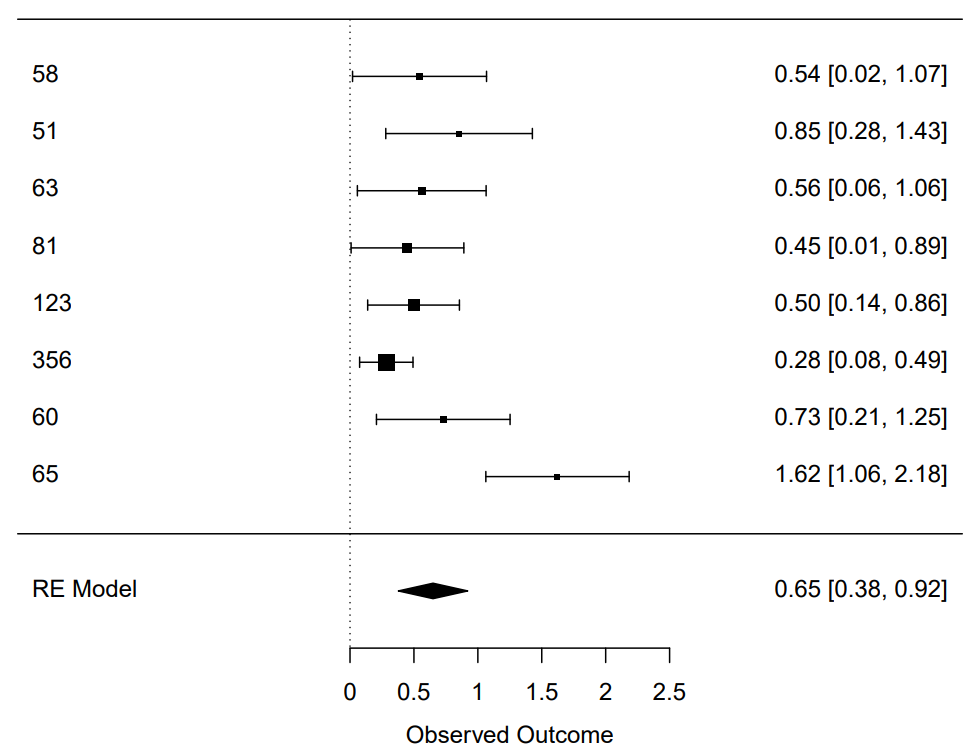 58 0.54 [0.02, 1.07]
51 0.85 [0.28, 1.43]
63 0.56 [0.06, 1.06]
81 0.45 [0.01, 0.89]
123 0.50 [0.14, 0.86]
356 0.28 [0.08, 0.49]
60 0.73 [0.21, 1.25]
65 1.62 [1.06, 2.18]
RE Model 0.65 [0.38, 0.92]
0 0.5 1 1.5 2 2.5
Observed Outcome